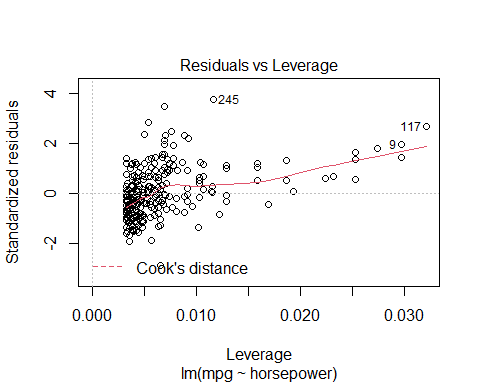 Residuals vs Leverage
Standardized residuals
4
2
0
-2
245
117
9
Cook's distance
0.000
0.010
0.020
0.030
Leverage
lm(mpg ~ horsepower)